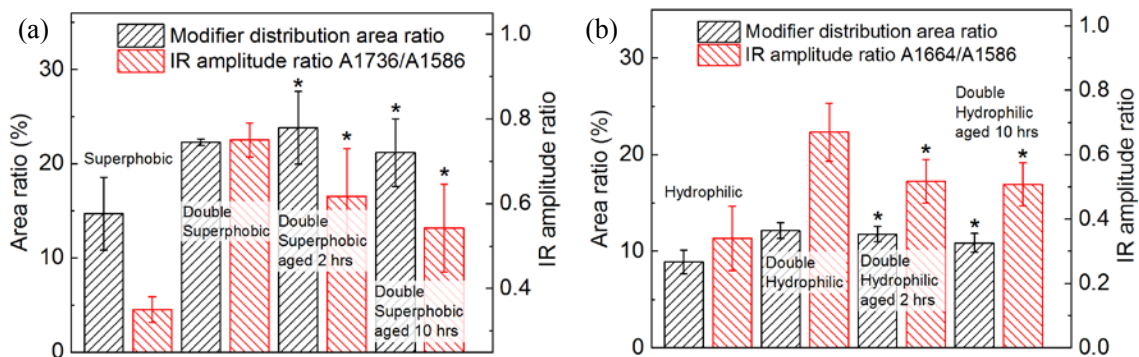 (a)
Modifier distribution area ratio
IR amplitude ratio A1736/A1586
Area ratio (%)
30
20
10
0
Superphobic
Double
Superphobic
*
*
Double
Superphobic
aged 2 hrs
*
*
Double
Superphobic
aged 10 hrs
1.0
0.8
0.6
0.4
IR amplitude ratio
(b)
Modifier distribution area ratio
IR amplitude ratio A1664/A1586
Area ratio (%)
30
20
10
0
Hydrophilic
Double
Hydrophilic
*
*
Double
Hydrophilic
aged 2 hrs
Double
Hydrophilic
aged 10 hrs
*
*
1.0
0.8
0.6
0.4
0.2
0.0
IR amplitude ratio